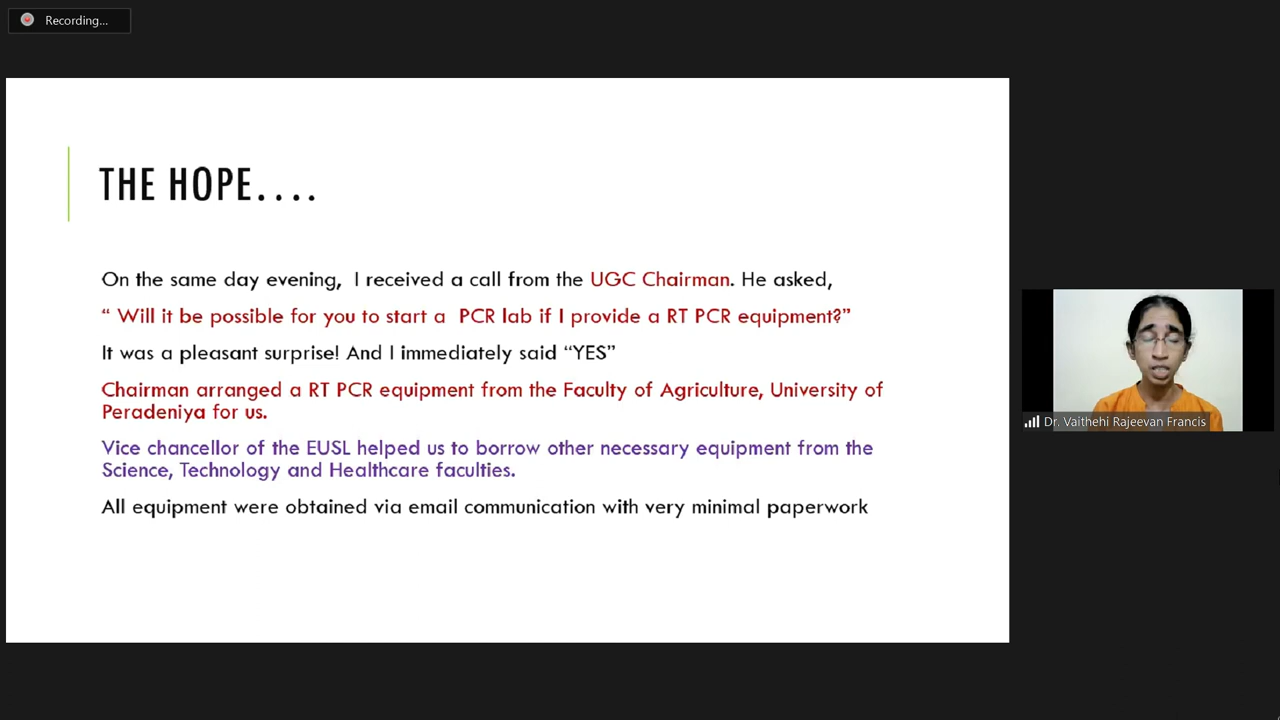 Recording...
THE HOPE....
On the same day evening,  I received a call from the UGC Chairman. He asked,
“ Will it be possible for you to start a  PCR lab if I provide a RT PCR equipment?”
It was a pleasant surprise! And I immediately said “YES”
Chairman arranged a RT PCR equipment from the Faculty of Agriculture, University of
Peradeniya for us.
Vice chancellor of the EUSL helped us to borrow other necessary equipment from the
Science, Technology and Healthcare faculties.
All equipment were obtained via email communication with very minimal paperwork
Dr. Vaithehi Rajeevan Francis